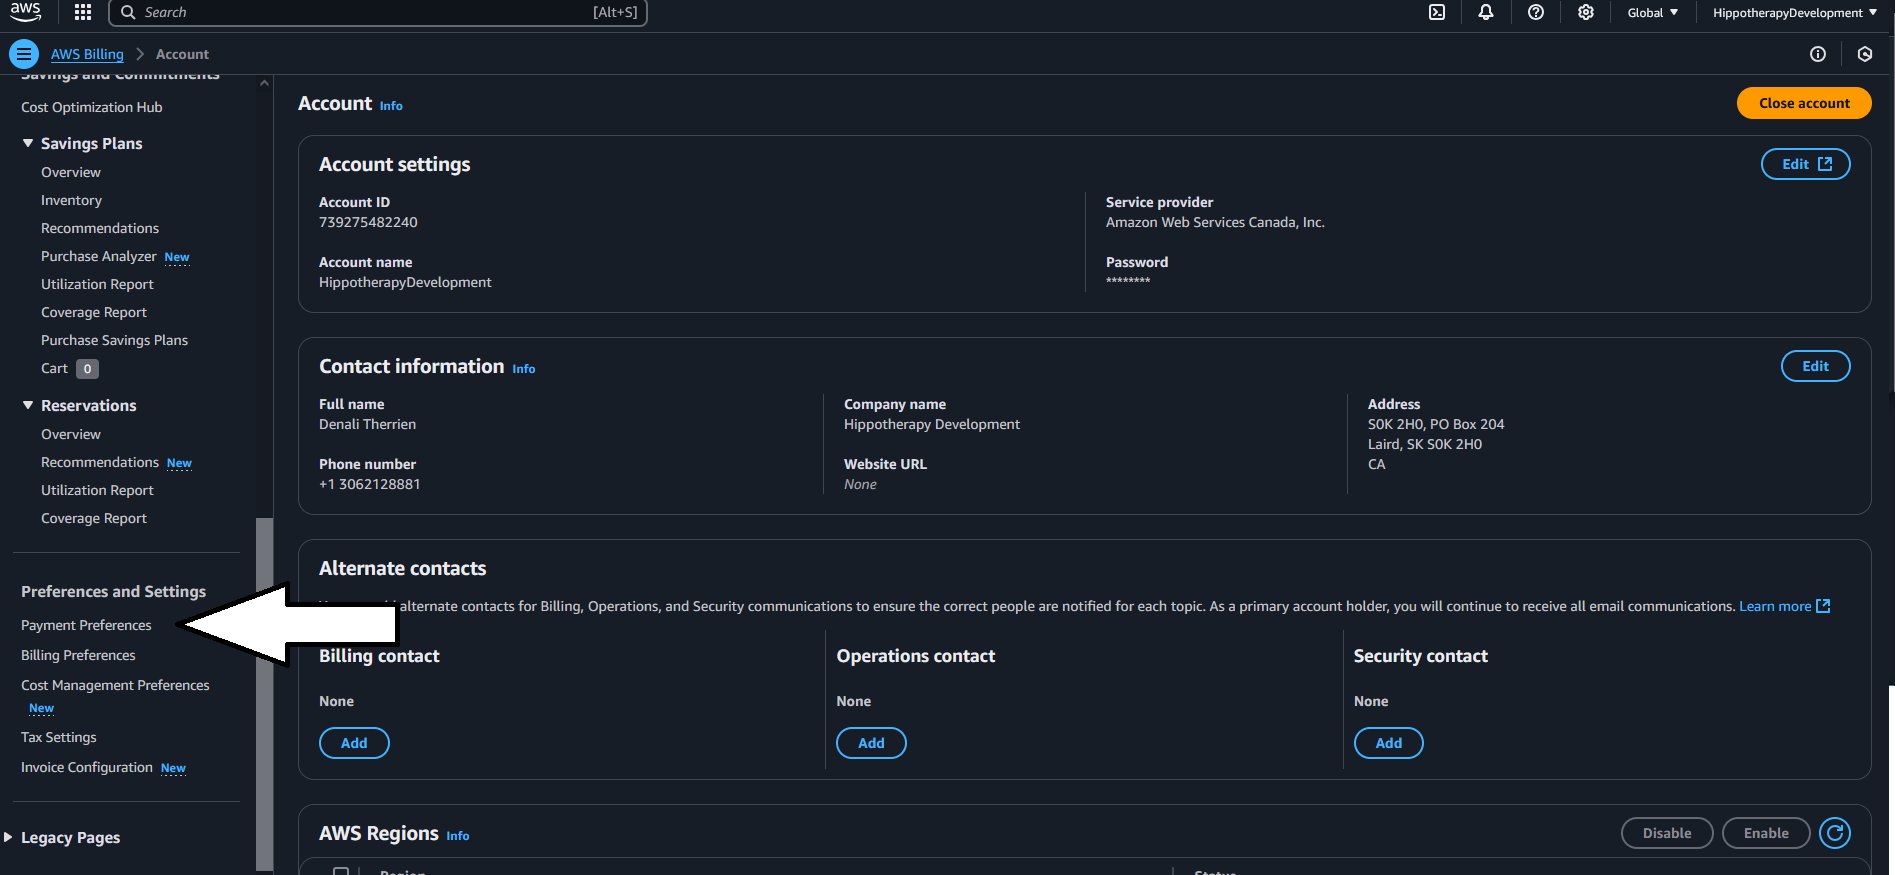 aws
Search [Alt+S]
Global
HippotherapyDevelopment
AWS Billing > Account
Savings and Commitments
Cost Optimization Hub
Savings Plans
Overview
Inventory
Recommendations
Purchase Analyzer New
Utilization Report
Coverage Report
Purchase Savings Plans
Cart 0
Reservations
Overview
Recommendations New
Utilization Report
Coverage Report
Preferences and Settings
Payment Preferences
Billing Preferences
Cost Management Preferences
New
Tax Settings
Invoice Configuration New
Legacy Pages
Account Info
Close account
Account settings
Edit
Account ID
739275482240
Service provider
Amazon Web Services Canada, Inc.
Account name
HippotherapyDevelopment
Password
********
Contact information Info
Edit
Full name
Denali Therrien
Phone number
+1 3062128881
Company name
Hippotherapy Development
Website URL
None
Address
S0K 2H0, PO Box 204
Laird, SK S0K 2H0
CA
Alternate contacts
alternate contacts for Billing, Operations, and Security communications to ensure the correct people are notified for each topic. As a primary account holder, you will continue to receive all email communications. Learn more
Billing contact
None
Add
Operations contact
None
Add
Security contact
None
Add
AWS Regions Info
Disable
Enable
Region
Status